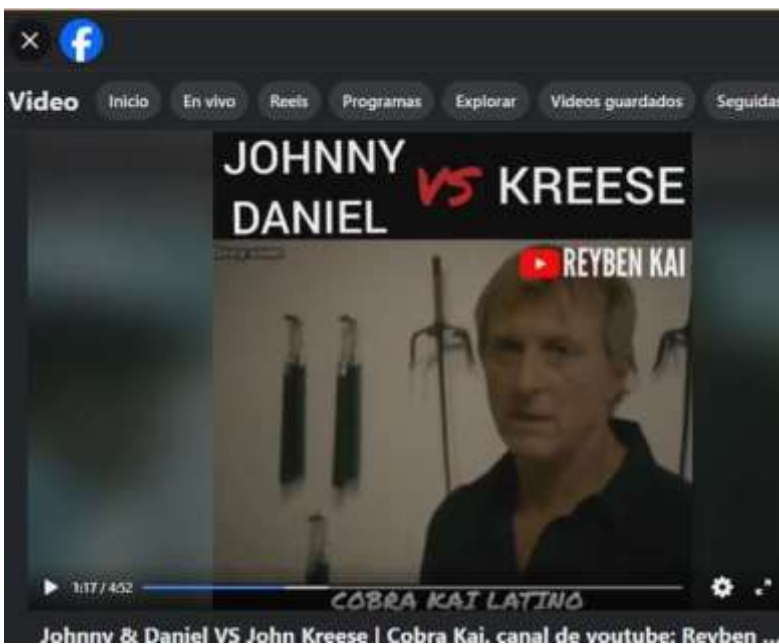 Video Inicio En vivo Reels Programas Explorar Videos guardados Seguidas
JOHNNY
DANIEL
VS
KREESE
REYBEN KAI
1:17 / 4:52
COBRA KAI LATINO
Johnny & Daniel VS John Kreese | Cobra Kai, canal de youtube: Reyben